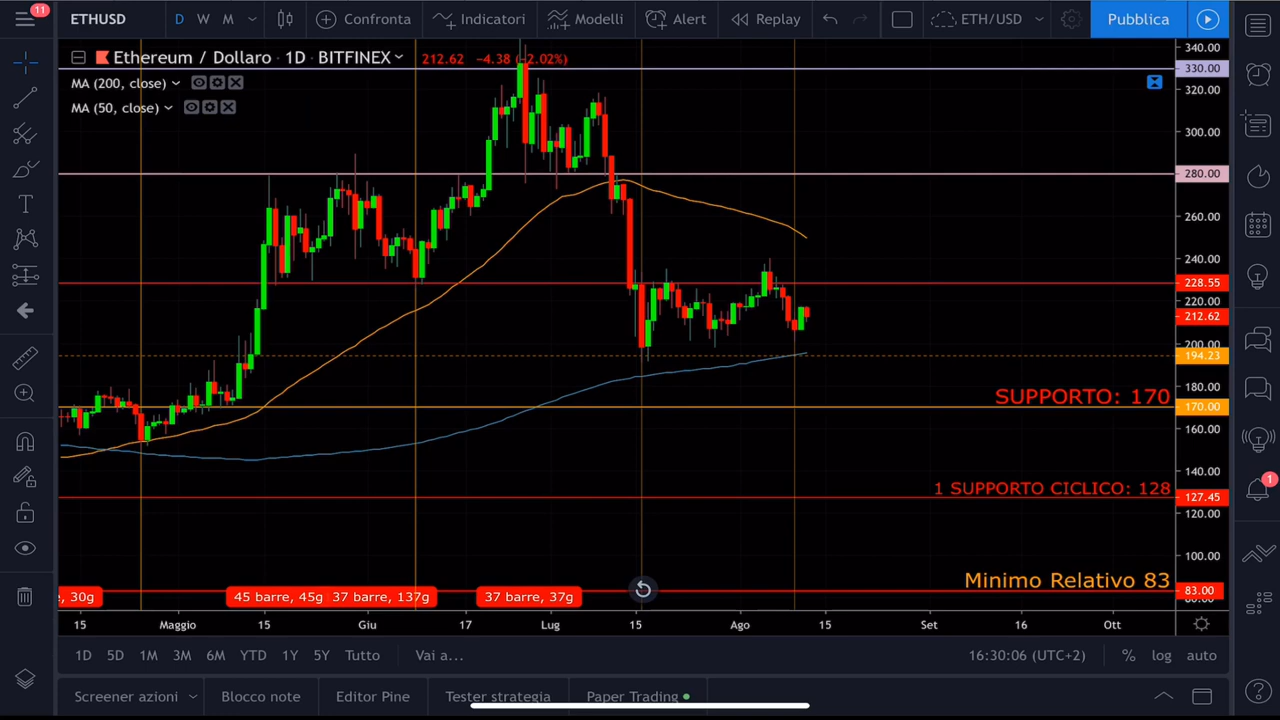 11
ETHUSD
D W M
Confronta
Indicatori
Modelli
Alert
Replay
ETH/USD
Pubblica
Ethereum / Dollaro · 1D · BITFINEX
212.62 −4.38 (−2.02%)
MA (200, close)
MA (50, close)
340.00
330.00
320.00
300.00
280.00
260.00
240.00
228.55
220.00
212.62
200.00
194.23
180.00
SUPPORTO: 170
170.00
160.00
140.00
1 SUPPORTO CICLICO: 128
127.45
1
120.00
100.00
Minimo Relativo 83
83.00
e, 30g
45 barre, 45g
37 barre, 137g
37 barre, 37g
15 Maggio 15 Giu 17 Lug 15 Ago 15 Set 16 Ott
1D 5D 1M 3M 6M YTD 1Y 5Y Tutto
Vai a...
16:30:06 (UTC+2)
% log auto
Screener azioni
Blocco note
Editor Pine
Tester strategia
Paper Trading